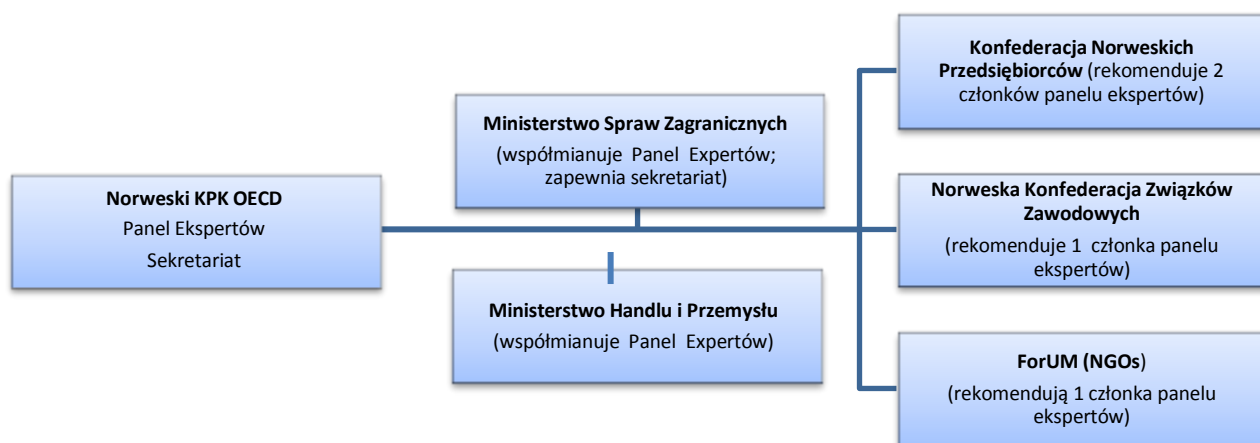 Norweski KPK OECD
Panel Ekspertów
Sekretariat
Ministerstwo Spraw Zagranicznych
(współmianuje Panel Expertów;
zapewnia sekretariat)
Ministerstwo Handlu i Przemysłu
(współmianuje Panel Expertów)
Konfederacja Norweskich
Przedsiębiorców (rekomenduje 2
członków panelu ekspertów)
Norweska Konfederacja Związków
Zawodowych
(rekomenduje 1 członka panelu
ekspertów)
ForUM (NGOs)
(rekomendują 1 członka panelu
ekspertów)